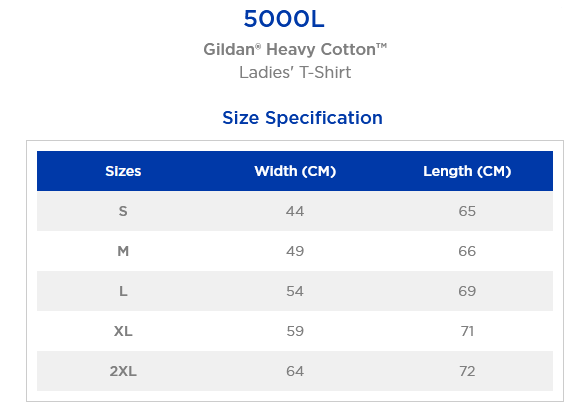 5000L
Gildan® Heavy Cotton™
Ladies' T-Shirt
Size Specification
Sizes Width (CM) Length (CM)
S 44 65
M 49 66
L 54 69
XL 59 71
2XL 64 72